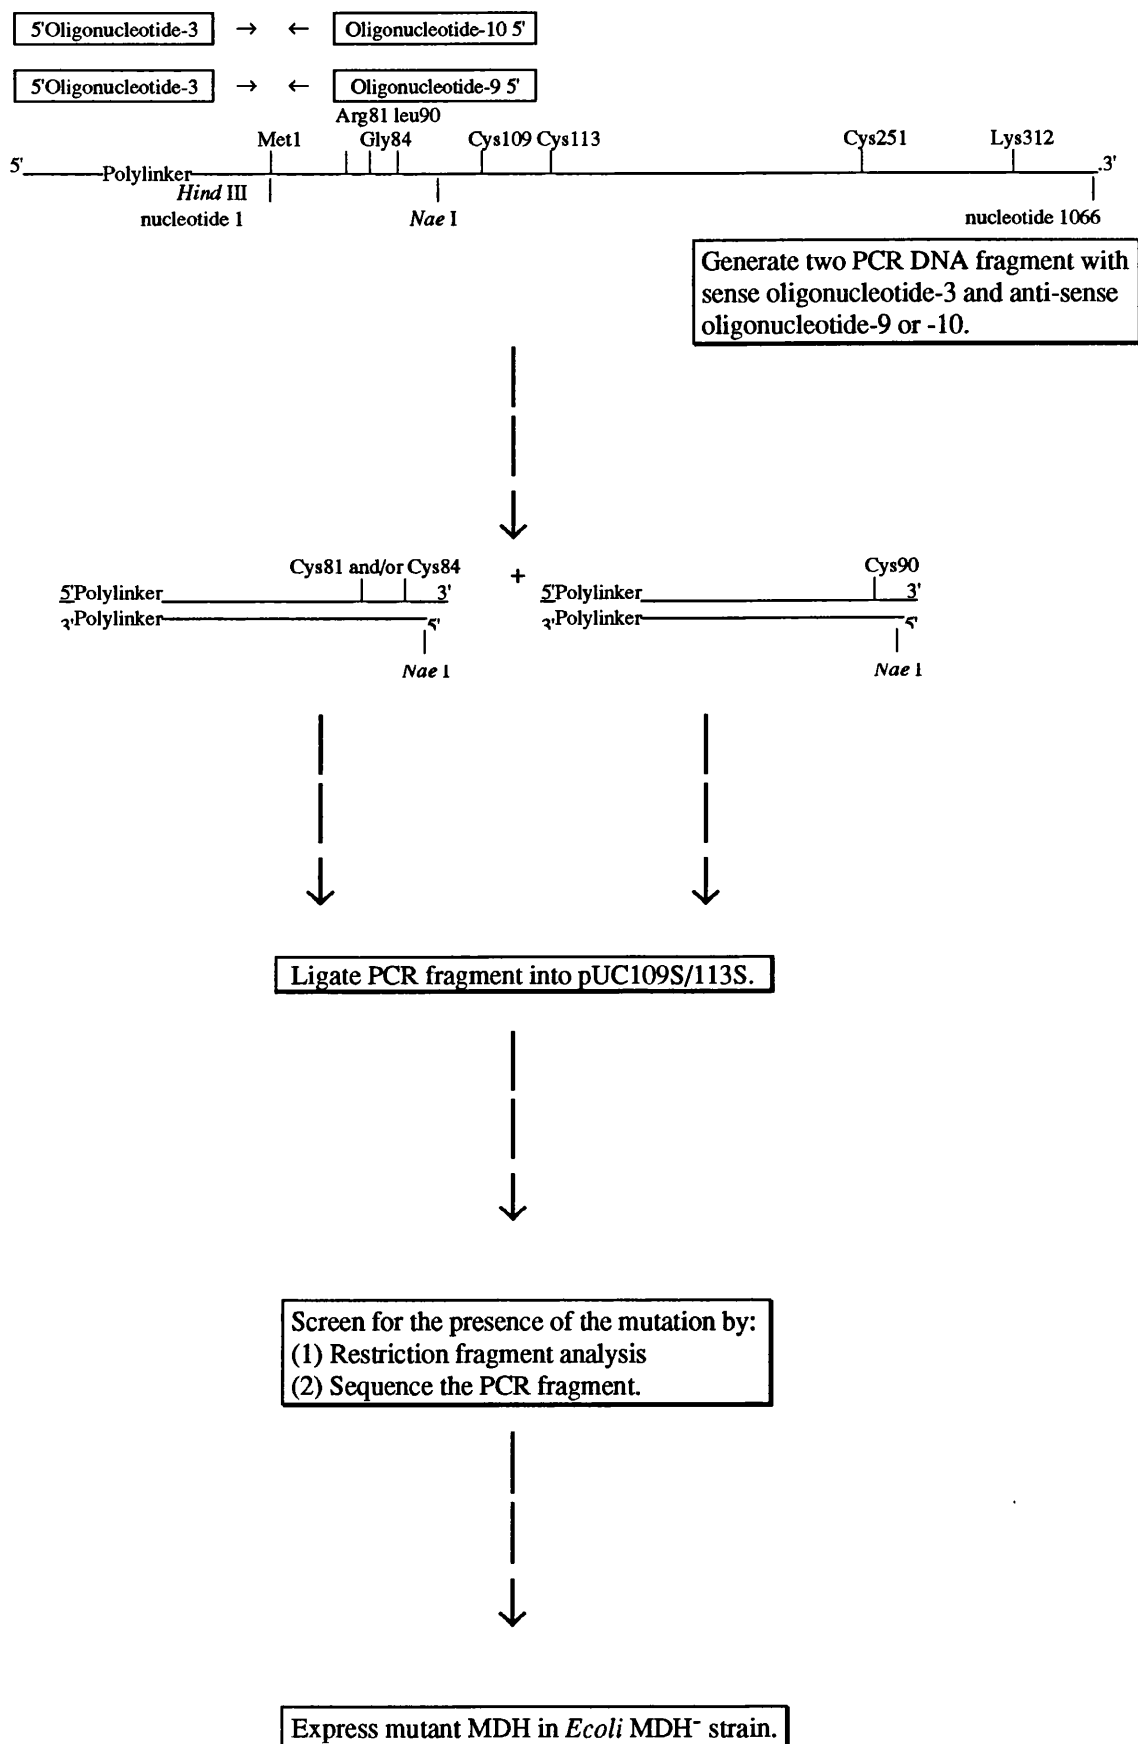 5'Oligonucleotide-3 → ← Oligonucleotide-10 5'
5'Oligonucleotide-3 → ← Oligonucleotide-9 5'
Arg81 leu90
Met1 Gly84 Cys109 Cys113 Cys251 Lys312
5' Polylinker .3'
Hind III
nucleotide 1 Nae I nucleotide 1066
Generate two PCR DNA fragment with
sense oligonucleotide-3 and anti-sense
oligonucleotide-9 or -10.
Cys81 and/or Cys84 + Cys90
5'Polylinker 3' 5'Polylinker 3'
3'Polylinker 5' 3'Polylinker 5'
Nae I Nae I
Ligate PCR fragment into pUC109S/113S.
Screen for the presence of the mutation by:
(1) Restriction fragment analysis
(2) Sequence the PCR fragment.
Express mutant MDH in Ecoli MDH⁻ strain.